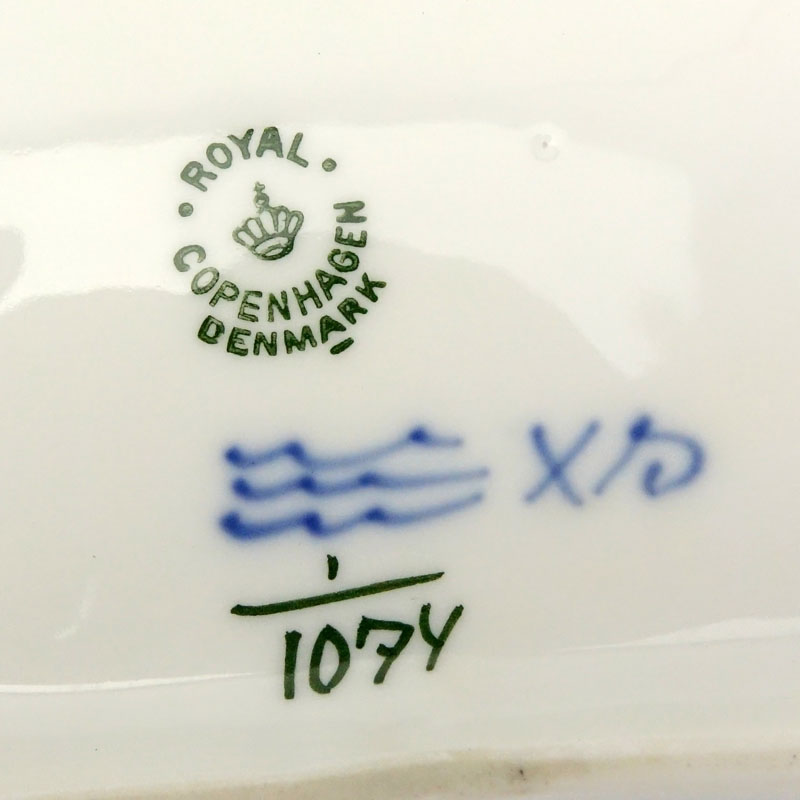 ROYAL
COPENHAGEN
DENMARK
1
1074